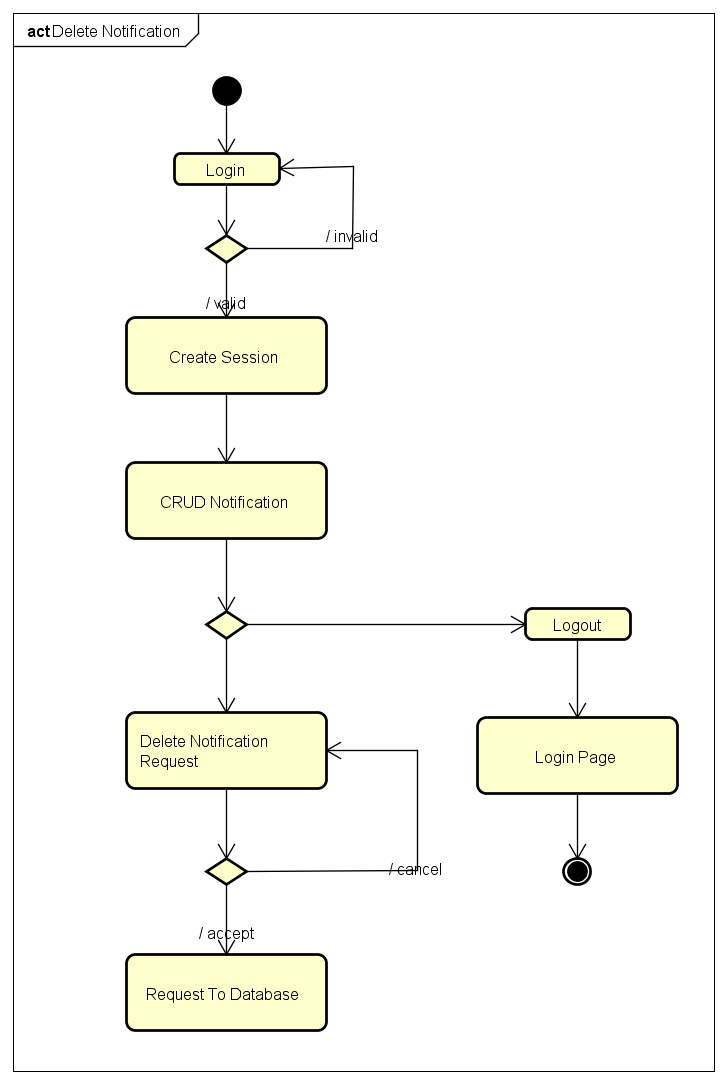 act Delete Notification
Login
/ invalid
/ valid
Create Session
CRUD Notification
Logout
Delete Notification
Request
Login Page
/ cancel
/ accept
Request To Database